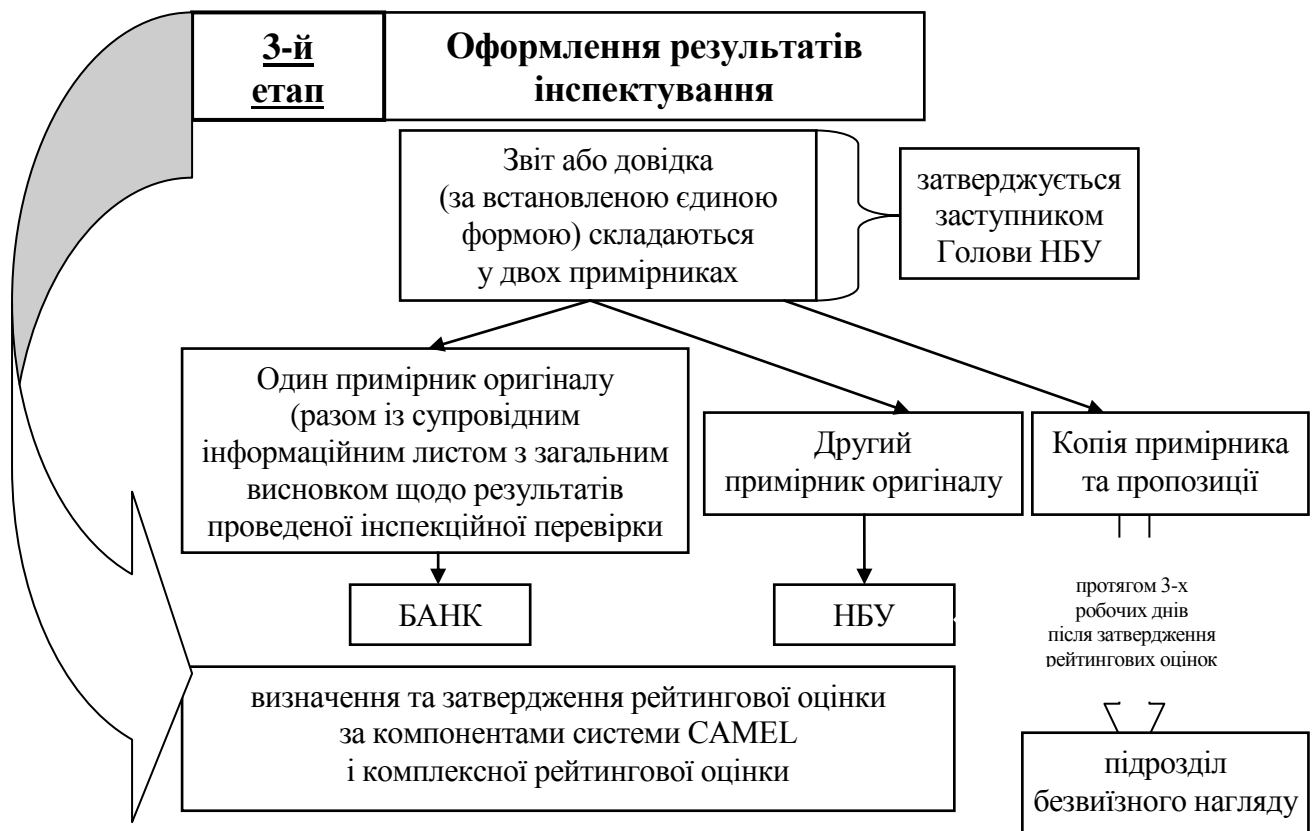 3-й
етап
Оформлення результатів
інспектування
Звіт або довідка
(за встановленою єдиною
формою) складаються
у двох примірниках
затверджується
заступником
Голови НБУ
Один примірник оригіналу
(разом із супровідним
інформаційним листом з загальним
висновком щодо результатів
проведеної інспекційної перевірки
Другий
примірник оригіналу
Копія примірника
та пропозиції
БАНК
НБУ
протягом 3-х
робочих днів
після затвердження
рейтингових оцінок
визначення та затвердження рейтингової оцінки
за компонентами системи CAMEL
і комплексної рейтингової оцінки
підрозділ
безвиїзного нагляду